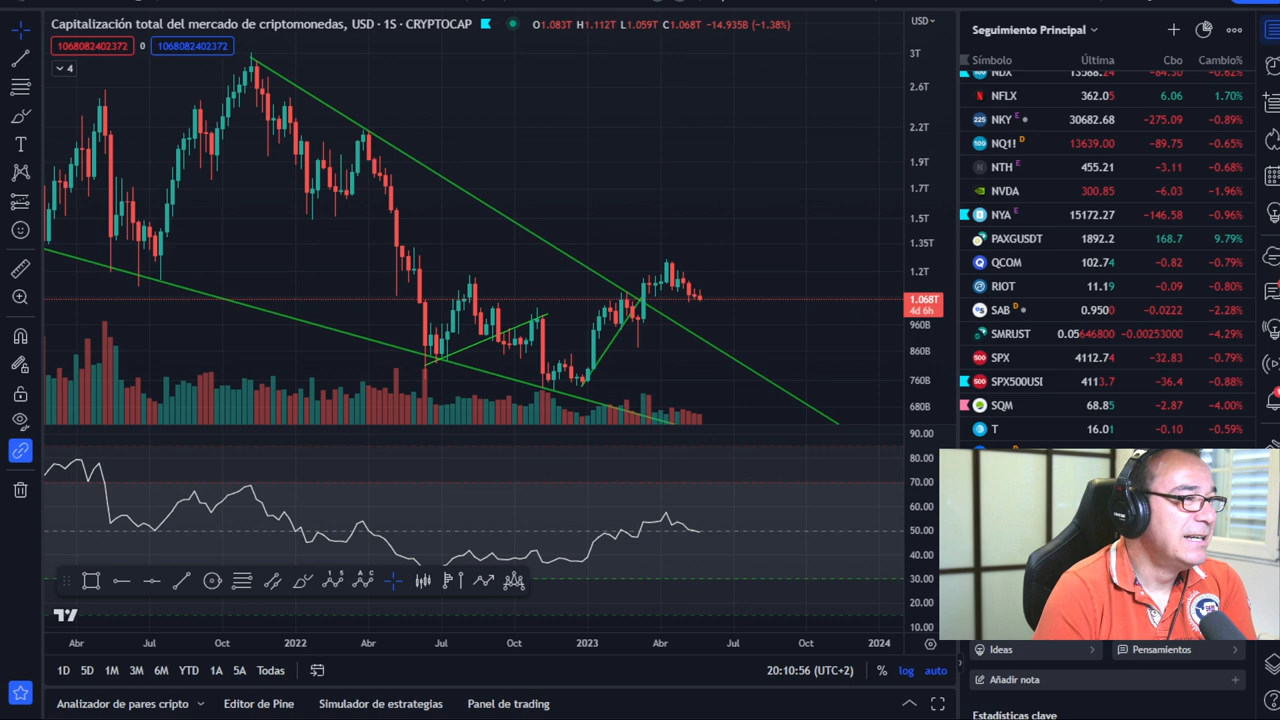 Capitalización total del mercado de criptomonedas, USD · 1S · CRYPTOCAP O1.083T H1.112T L1.059T C1.068T −14.935B (−1.38%)
1068082402372 0 1068082402372
4
USD
3T
2.6T
2.2T
1.9T
1.7T
1.5T
1.35T
1.2T
1.068T
4d 6h
960B
860B
760B
680B
90.00
80.00
70.00
60.00
50.00
40.00
30.00
20.00
10.00
Abr Jul Oct 2022 Abr Jul Oct 2023 Abr Jul Oct 2024
1D 5D 1M 3M 6M YTD 1A 5A Todas 20:10:56 (UTC+2) % log auto
Analizador de pares cripto Editor de Pine Simulador de estrategias Panel de trading
Seguimiento Principal
Símbolo Última Cbo Cambio%
NDX 13588.24 −84.30 −0.62%
NFLX 362.05 6.06 1.70%
NKY E 30682.68 −275.09 −0.89%
NQ1! D 13639.00 −89.75 −0.65%
NTH E 455.21 −3.11 −0.68%
NVDA 300.85 −6.03 −1.96%
NYA E 15172.27 −146.58 −0.96%
PAXGUSDT 1892.2 168.7 9.79%
QCOM 102.74 −0.82 −0.79%
RIOT 11.19 −0.09 −0.80%
SAB D 0.9500 −0.02 −2.28%
SMRUST 0.05646800 −0.00253000 −4.29%
SPX 4112.74 −32.83 −0.79%
SPX500USD 4113.7 −36.4 −0.88%
SQM 68.85 −2.87 −4.00%
T 16.01 −0.10 −0.59%
Ideas Pensamientos
Añadir nota
Estadísticas clave